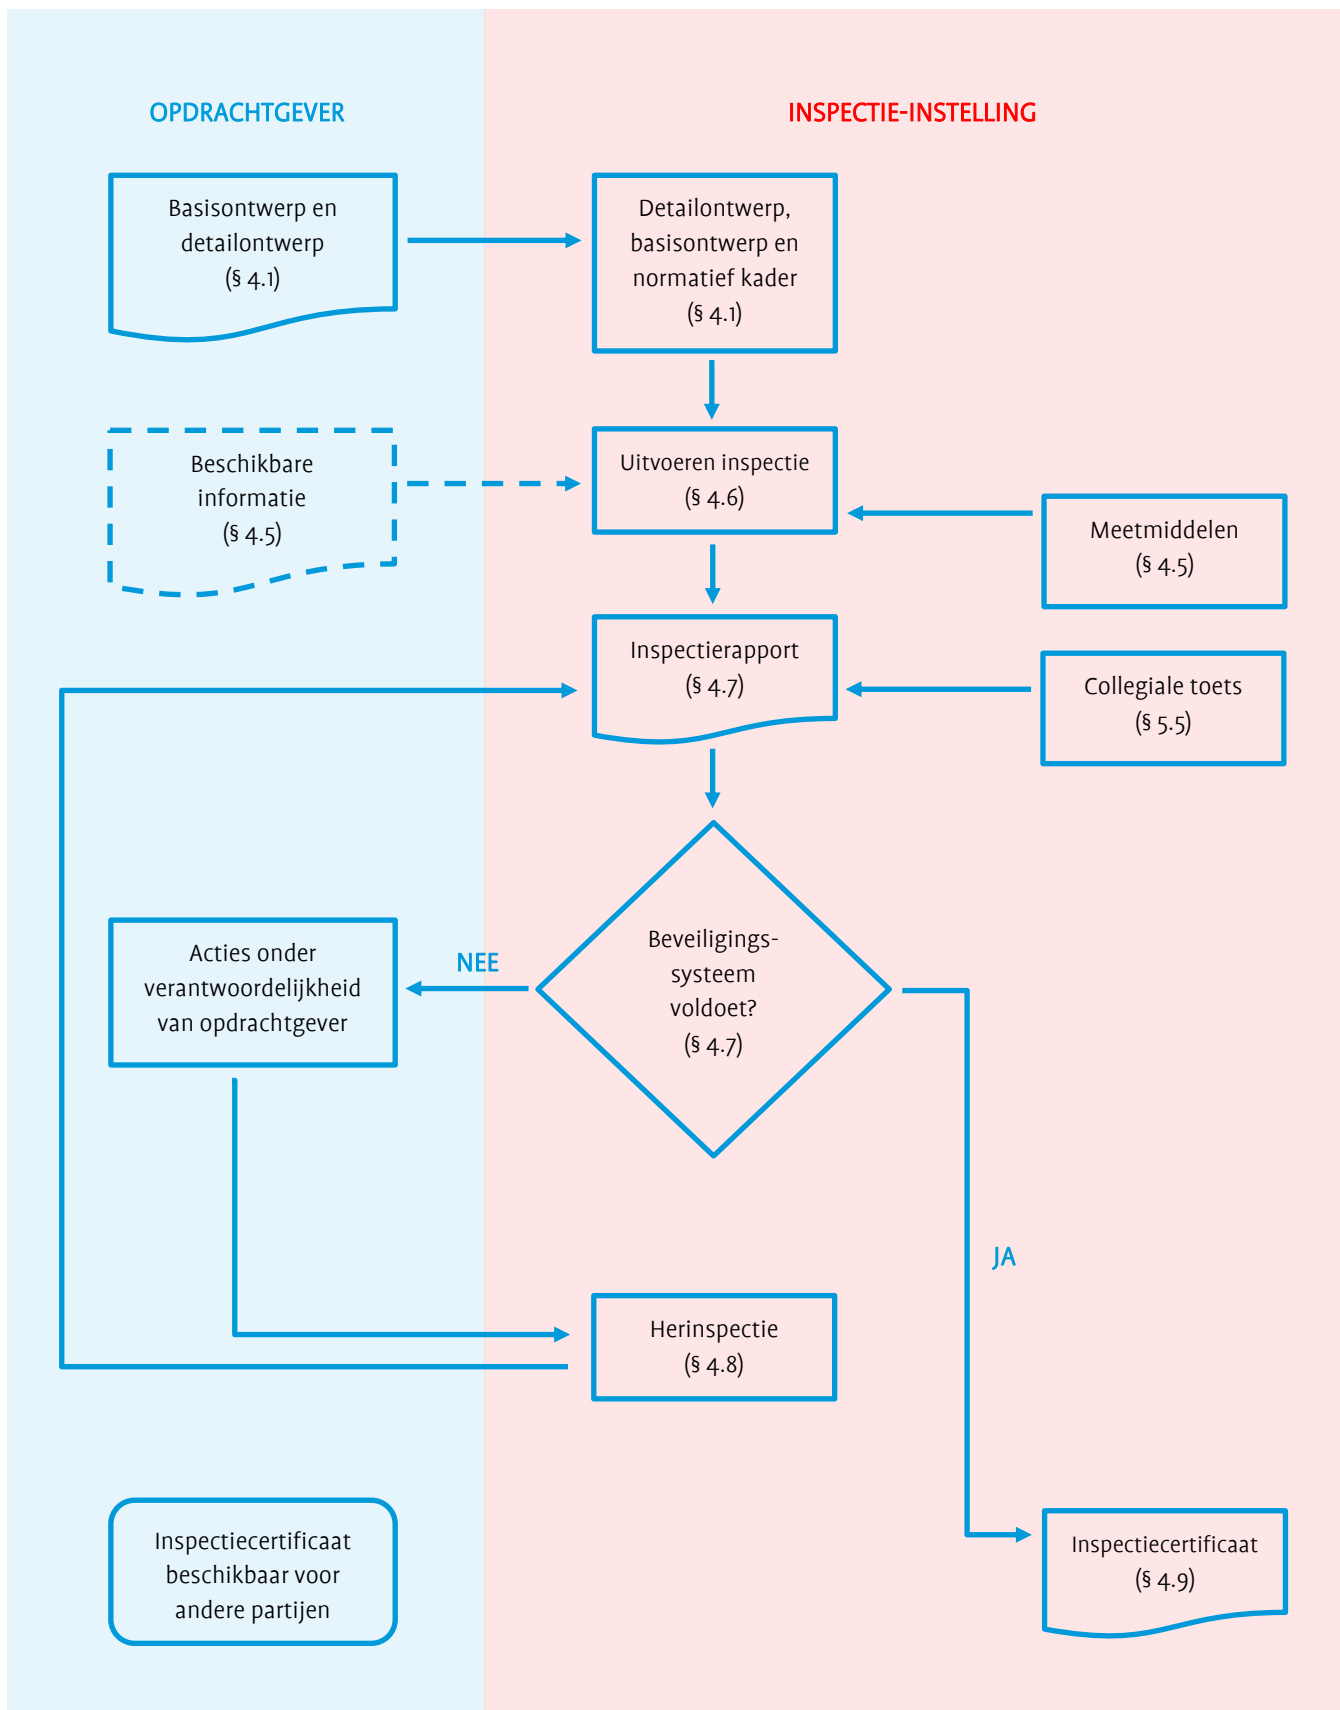 OPDRACHTGEVER
INSPECTIE-INSTELLING
Basisontwerp en
detailontwerp
(§ 4.1)
Detailontwerp,
basisontwerp en
normatief kader
(§ 4.1)
Beschikbare
informatie
(§ 4.5)
Uitvoeren inspectie
(§ 4.6)
Meetmiddelen
(§ 4.5)
Inspectierapport
(§ 4.7)
Collegiale toets
(§ 5.5)
Beveiligings-
systeem
voldoet?
(§ 4.7)
NEE
Acties onder
verantwoordelijkheid
van opdrachtgever
JA
Herinspectie
(§ 4.8)
Inspectiecertificaat
beschikbaar voor
andere partijen
Inspectiecertificaat
(§ 4.9)